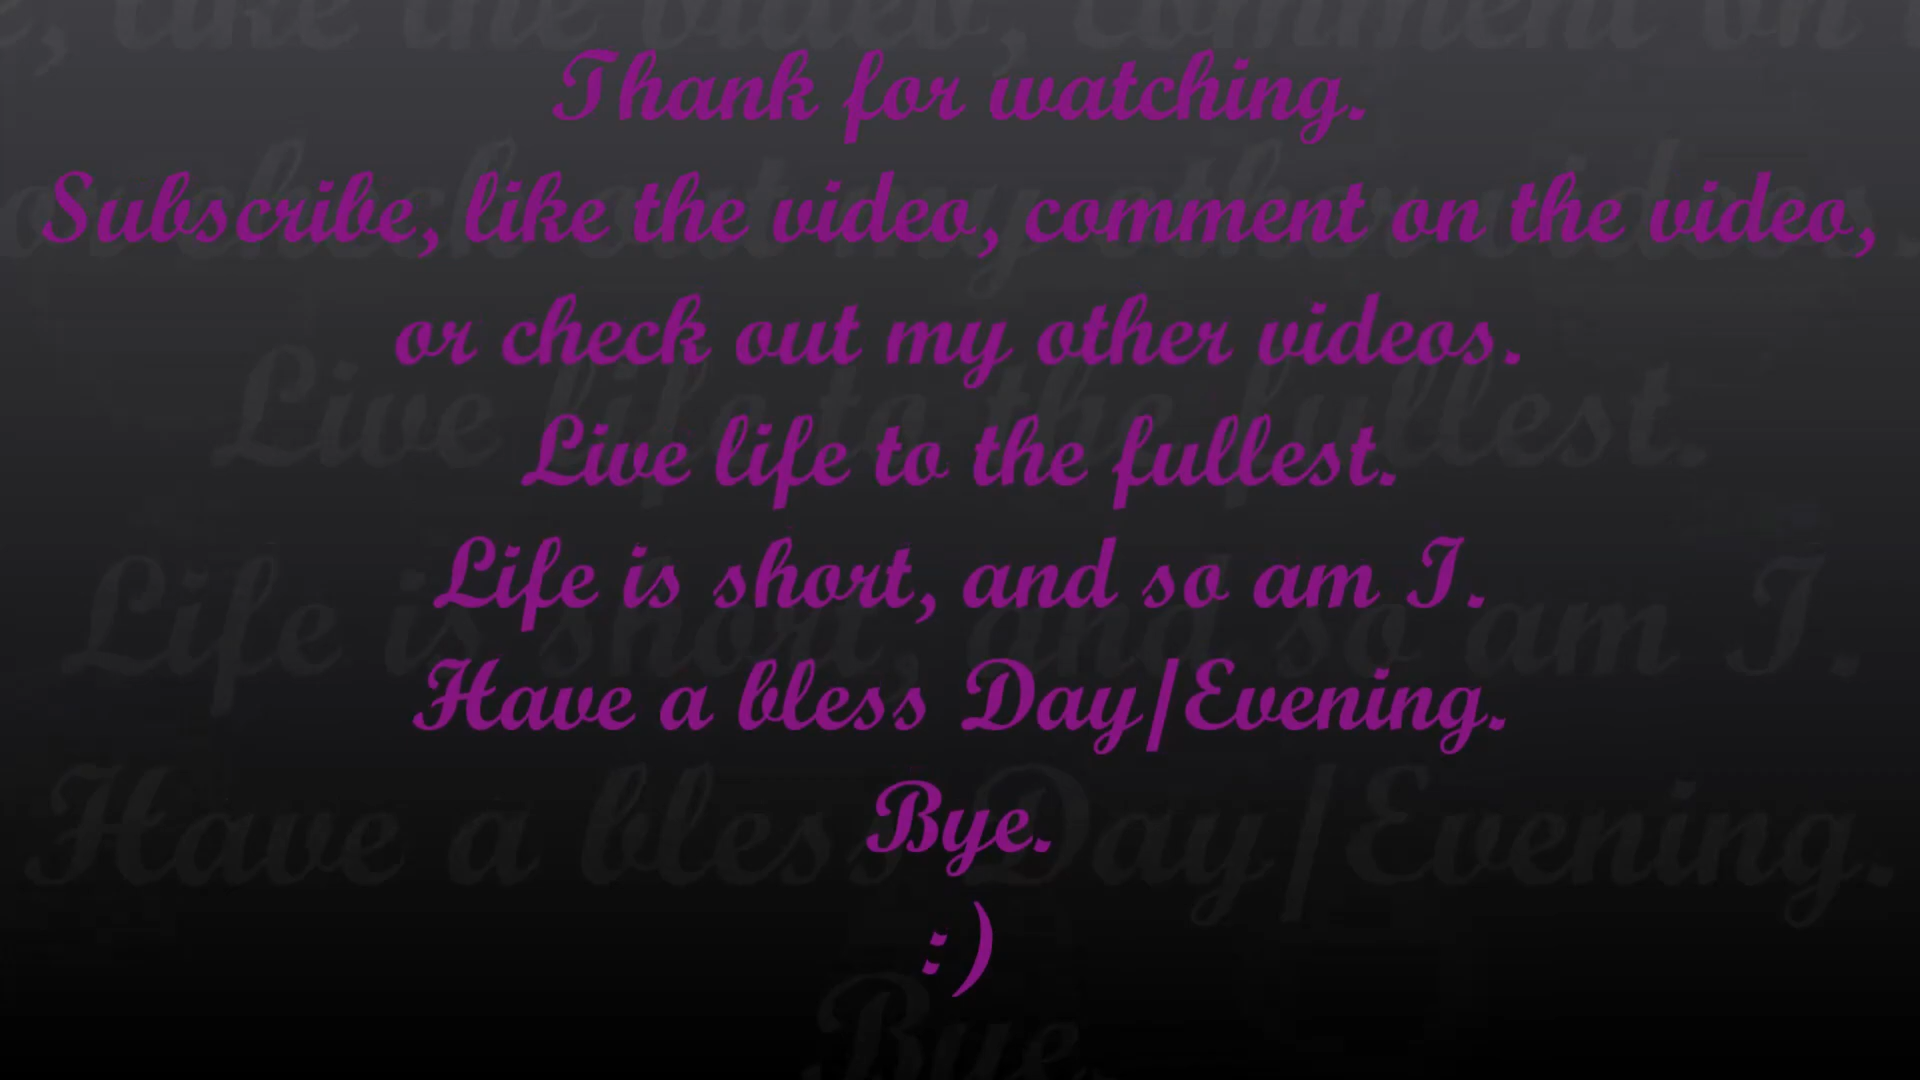 Thank for watching.
Subscribe, like the video, comment on the video,
or check out my other videos.
Live life to the fullest.
Life is short, and so am I.
Have a bless Day/Evening.
Bye.
:)